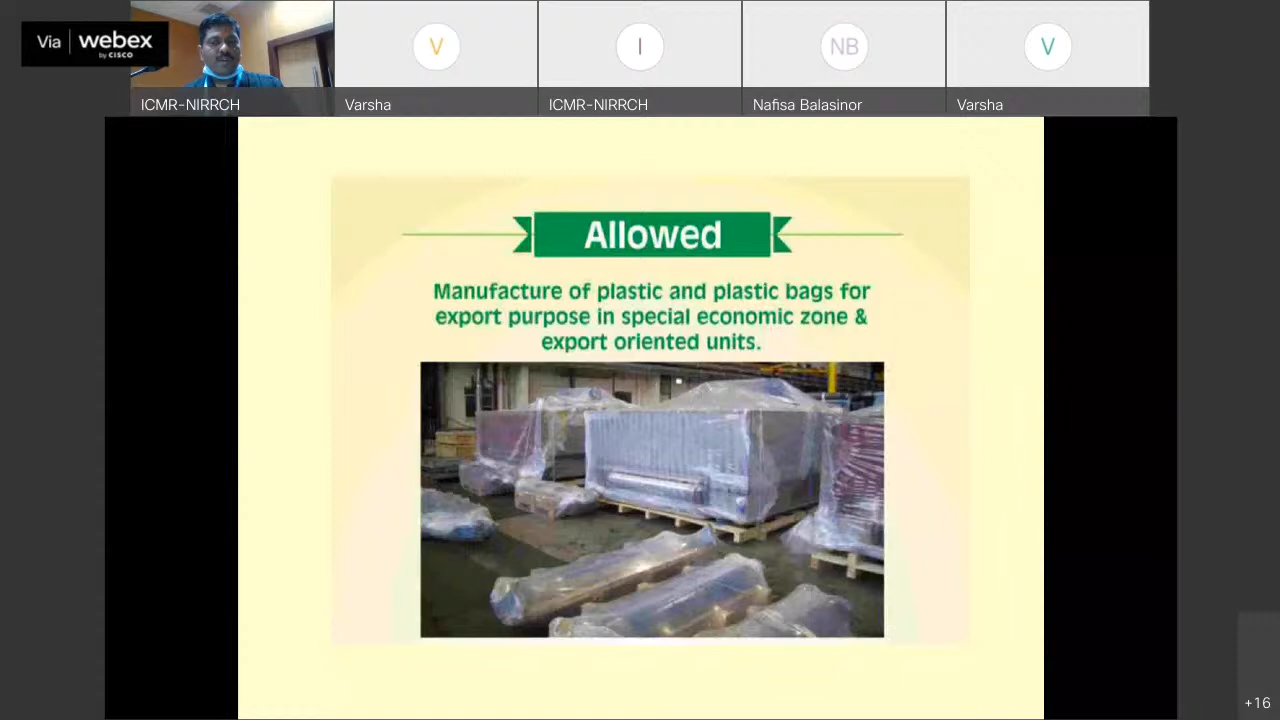 Via webex
by CISCO
V
I
NB
V
ICMR-NIRRCH
Varsha
ICMR-NIRRCH
Nafisa Balasinor
Varsha
Allowed
Manufacture of plastic and plastic bags for
export purpose in special economic zone &
export oriented units.
+16